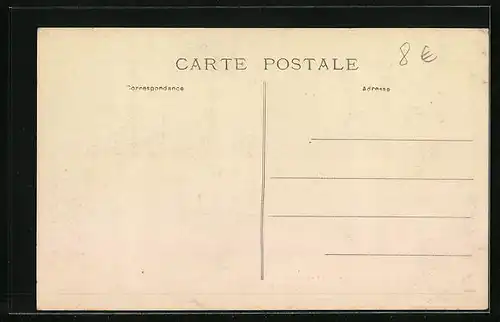 8 €
CARTE POSTALE
Correspondance
Adresse